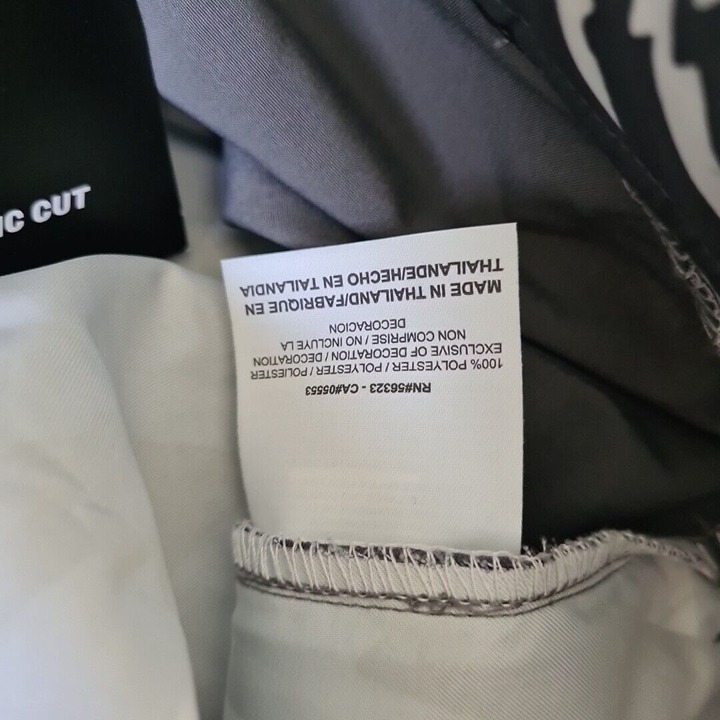 IC CUT
RN#56323 - CA#05553
100% POLYESTER / POLYESTER / POLIESTER
EXCLUSIVE OF DECORATION / DECORATION
NON COMPRISE / NO INCLUYE LA
DECORACION
MADE IN THAILAND/FABRIQUE EN
THAILANDE/HECHO EN TAILANDIA